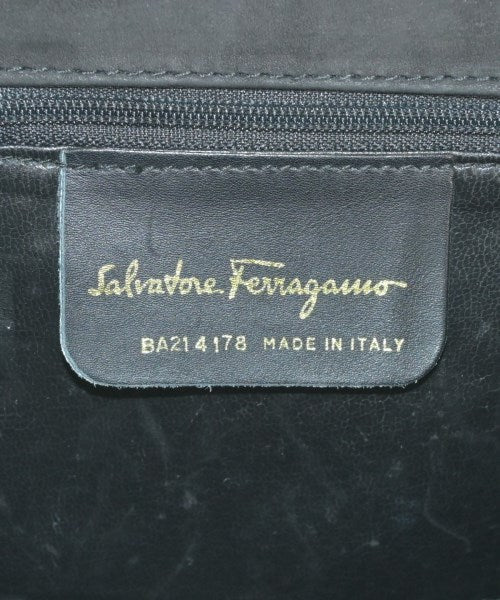 Salvatore Ferragamo
BA21 4178 MADE IN ITALY